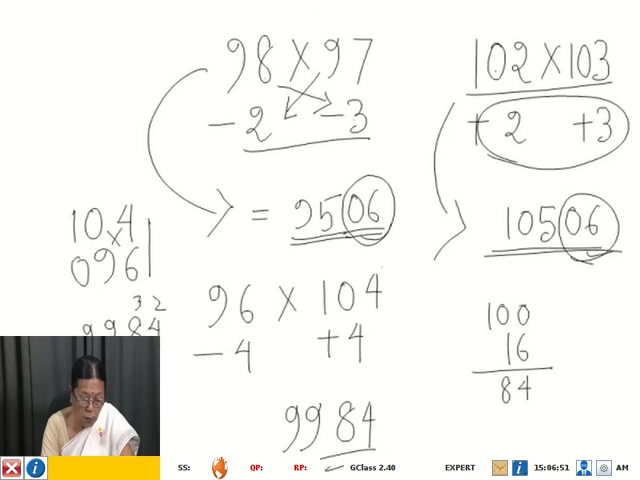 98 × 97
- 2 - 3
= 9506
102 × 103
+ 2 + 3
10506
104
× 
0961
32
9984
96 × 104
- 4 + 4
9984
100
16
84
SS: QP: RP: GClass 2.40 EXPERT 15:06:51 AM